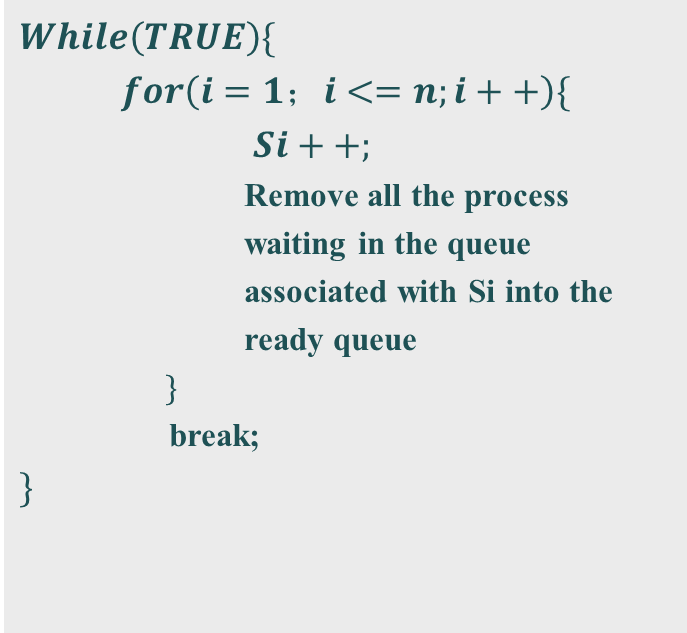 While(TRUE){
for(i = 1； i <= n; i + +){
Si + +;
Remove all the process
waiting in the queue
associated with Si into the
ready queue
}
break;
}